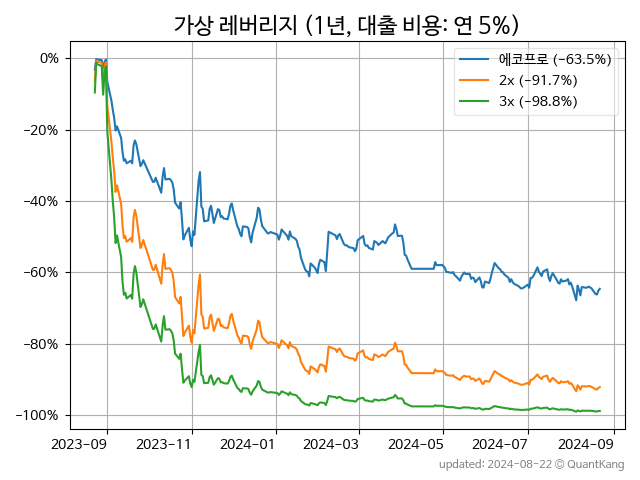 가상 레버리지 (1년, 대출 비용: 연 5%)
에코프로 (-63.5%)
2x (-91.7%)
3x (-98.8%)
0%
-20%
-40%
-60%
-80%
-100%
2023-09 2023-11 2024-01 2024-03 2024-05 2024-07 2024-09
updated: 2024-08-22 © QuantKang